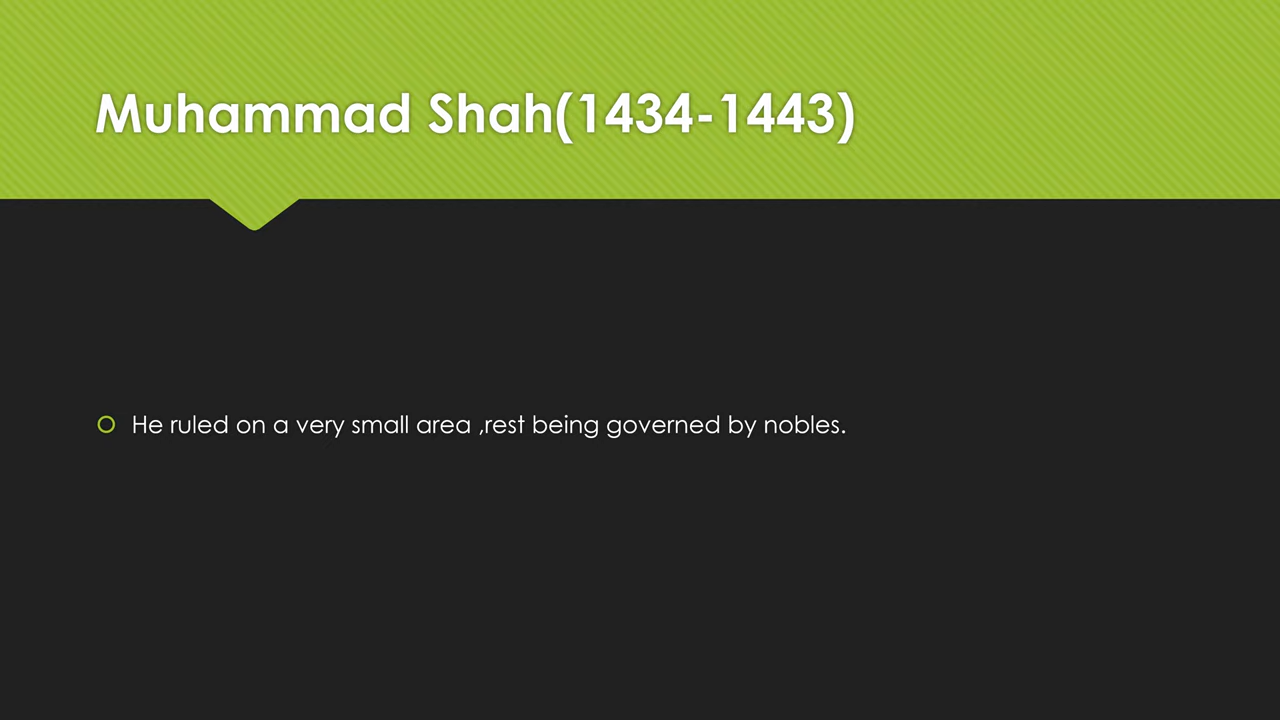 Muhammad Shah(1434-1443)
He ruled on a very small area ,rest being governed by nobles.